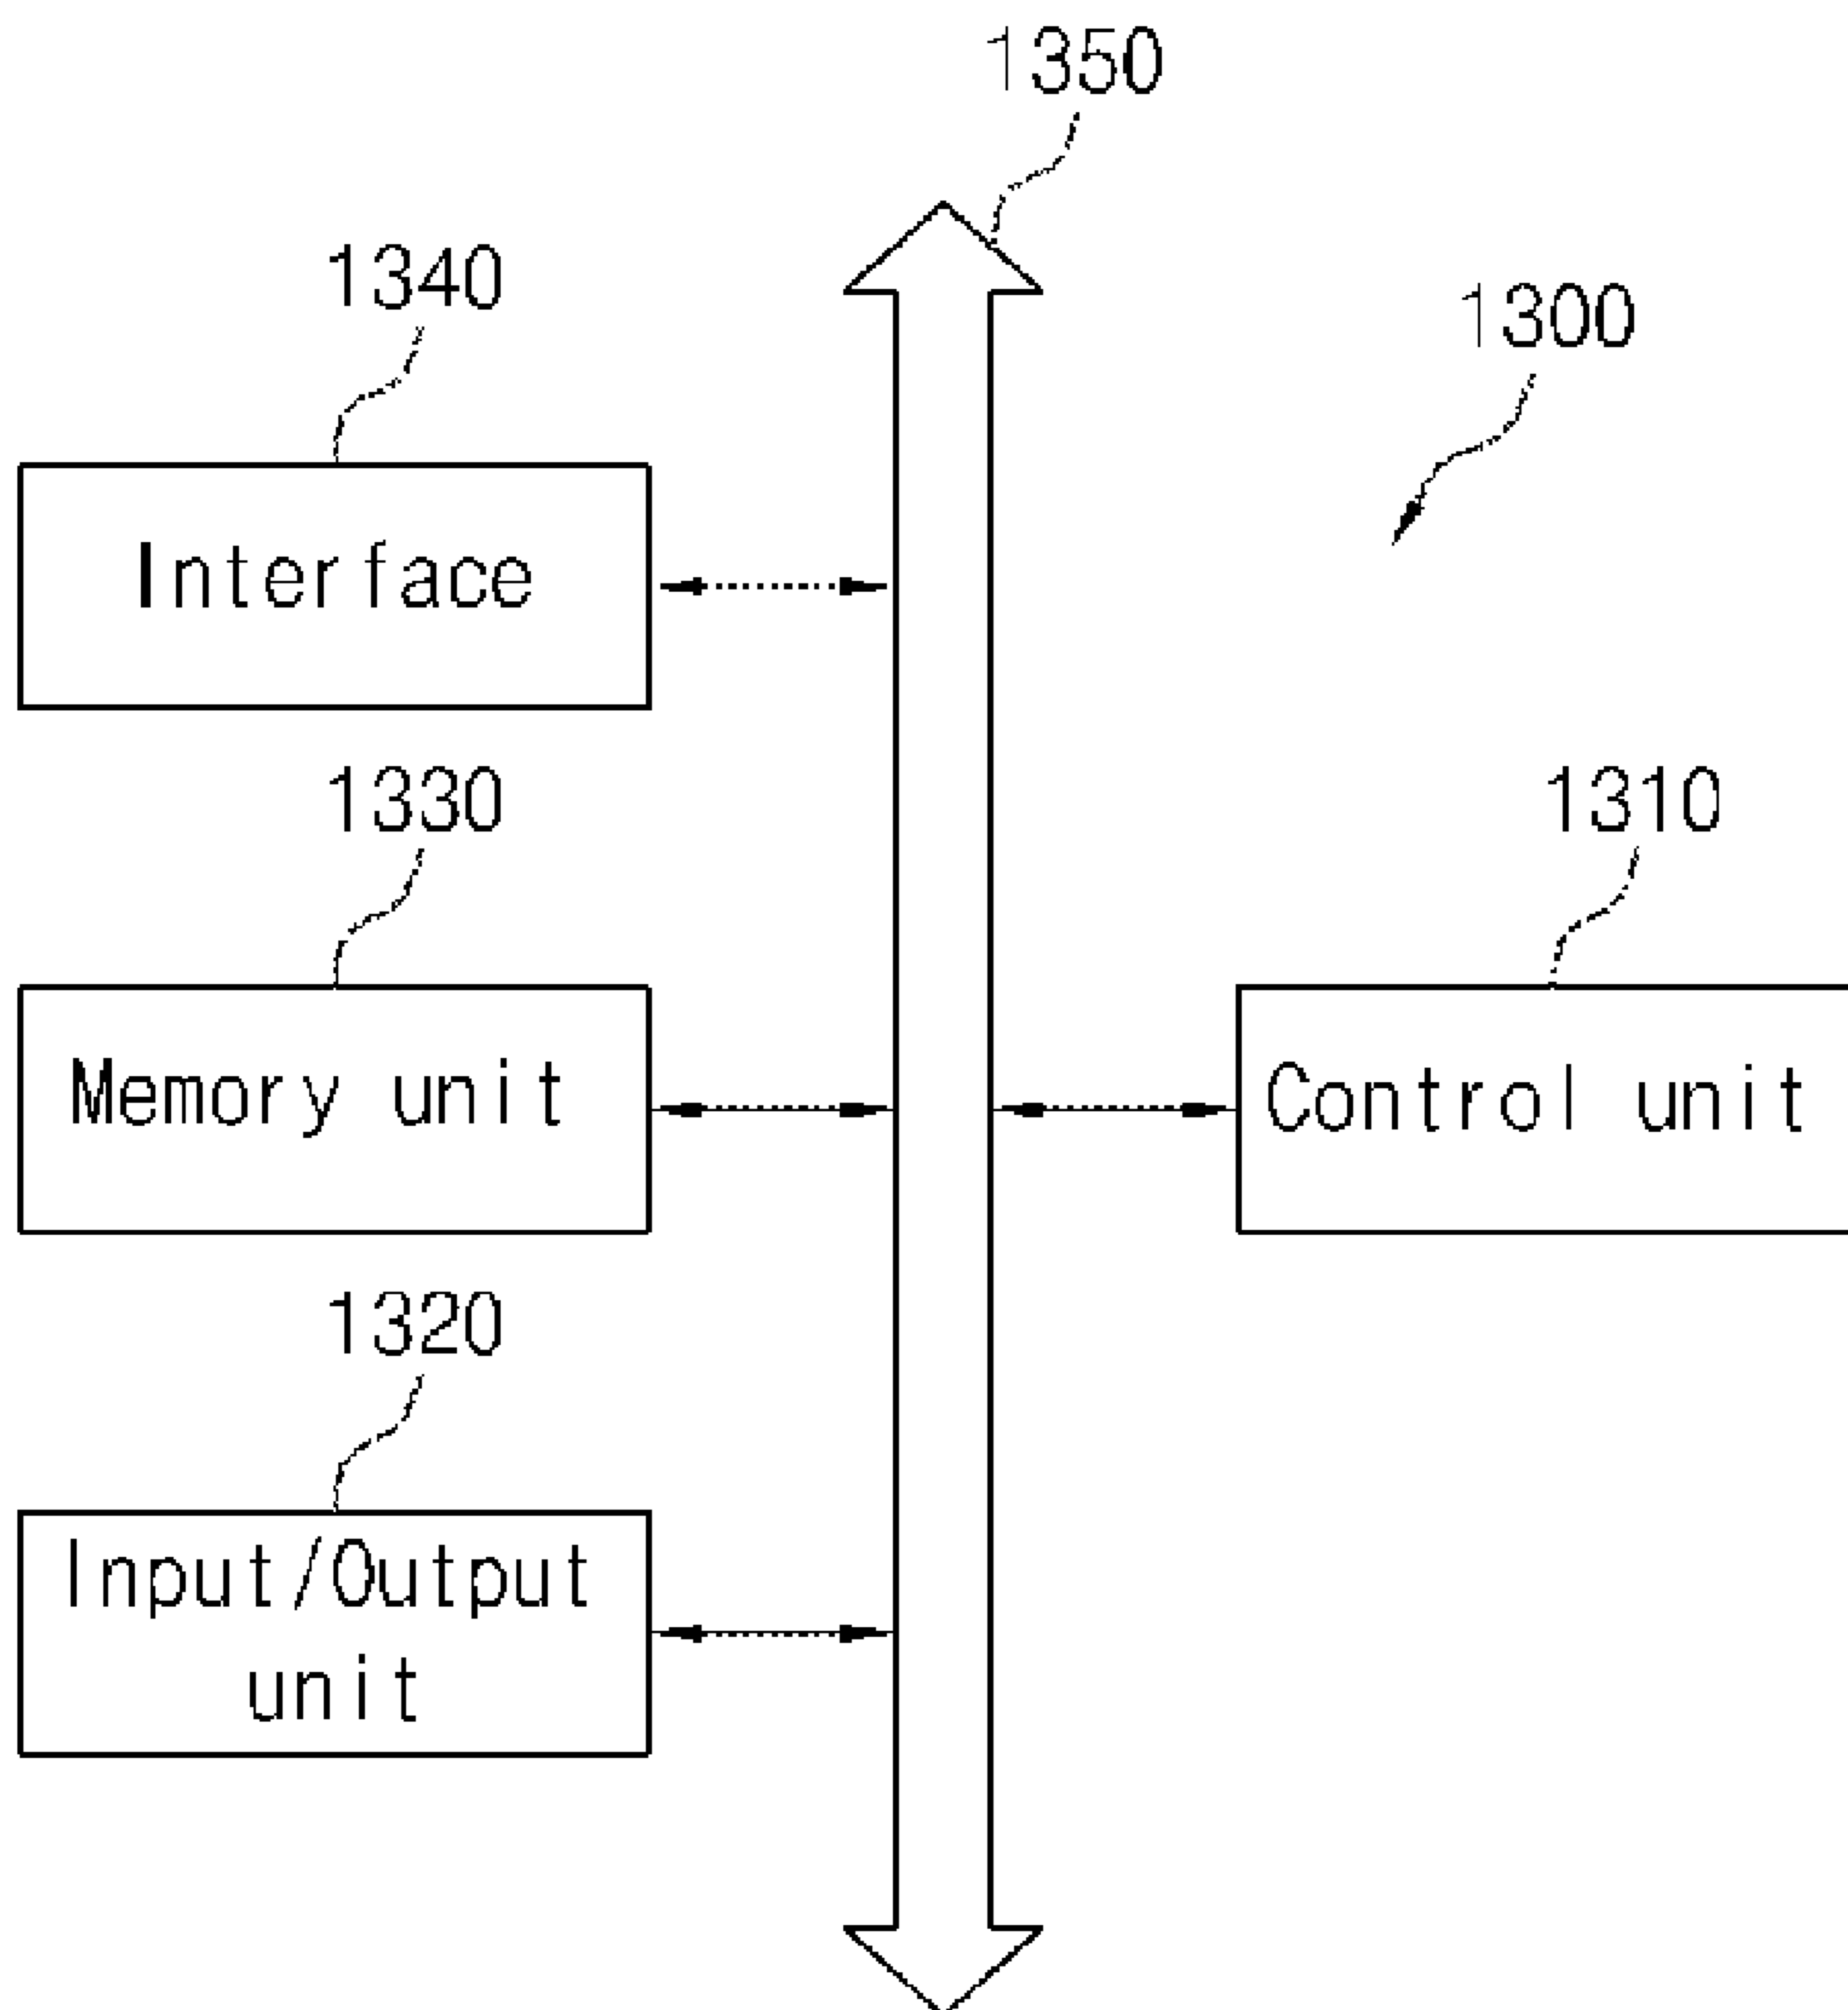 1350
1340
1300
Interface
1330
1310
Memory unit
Control unit
1320
Input/Output
unit